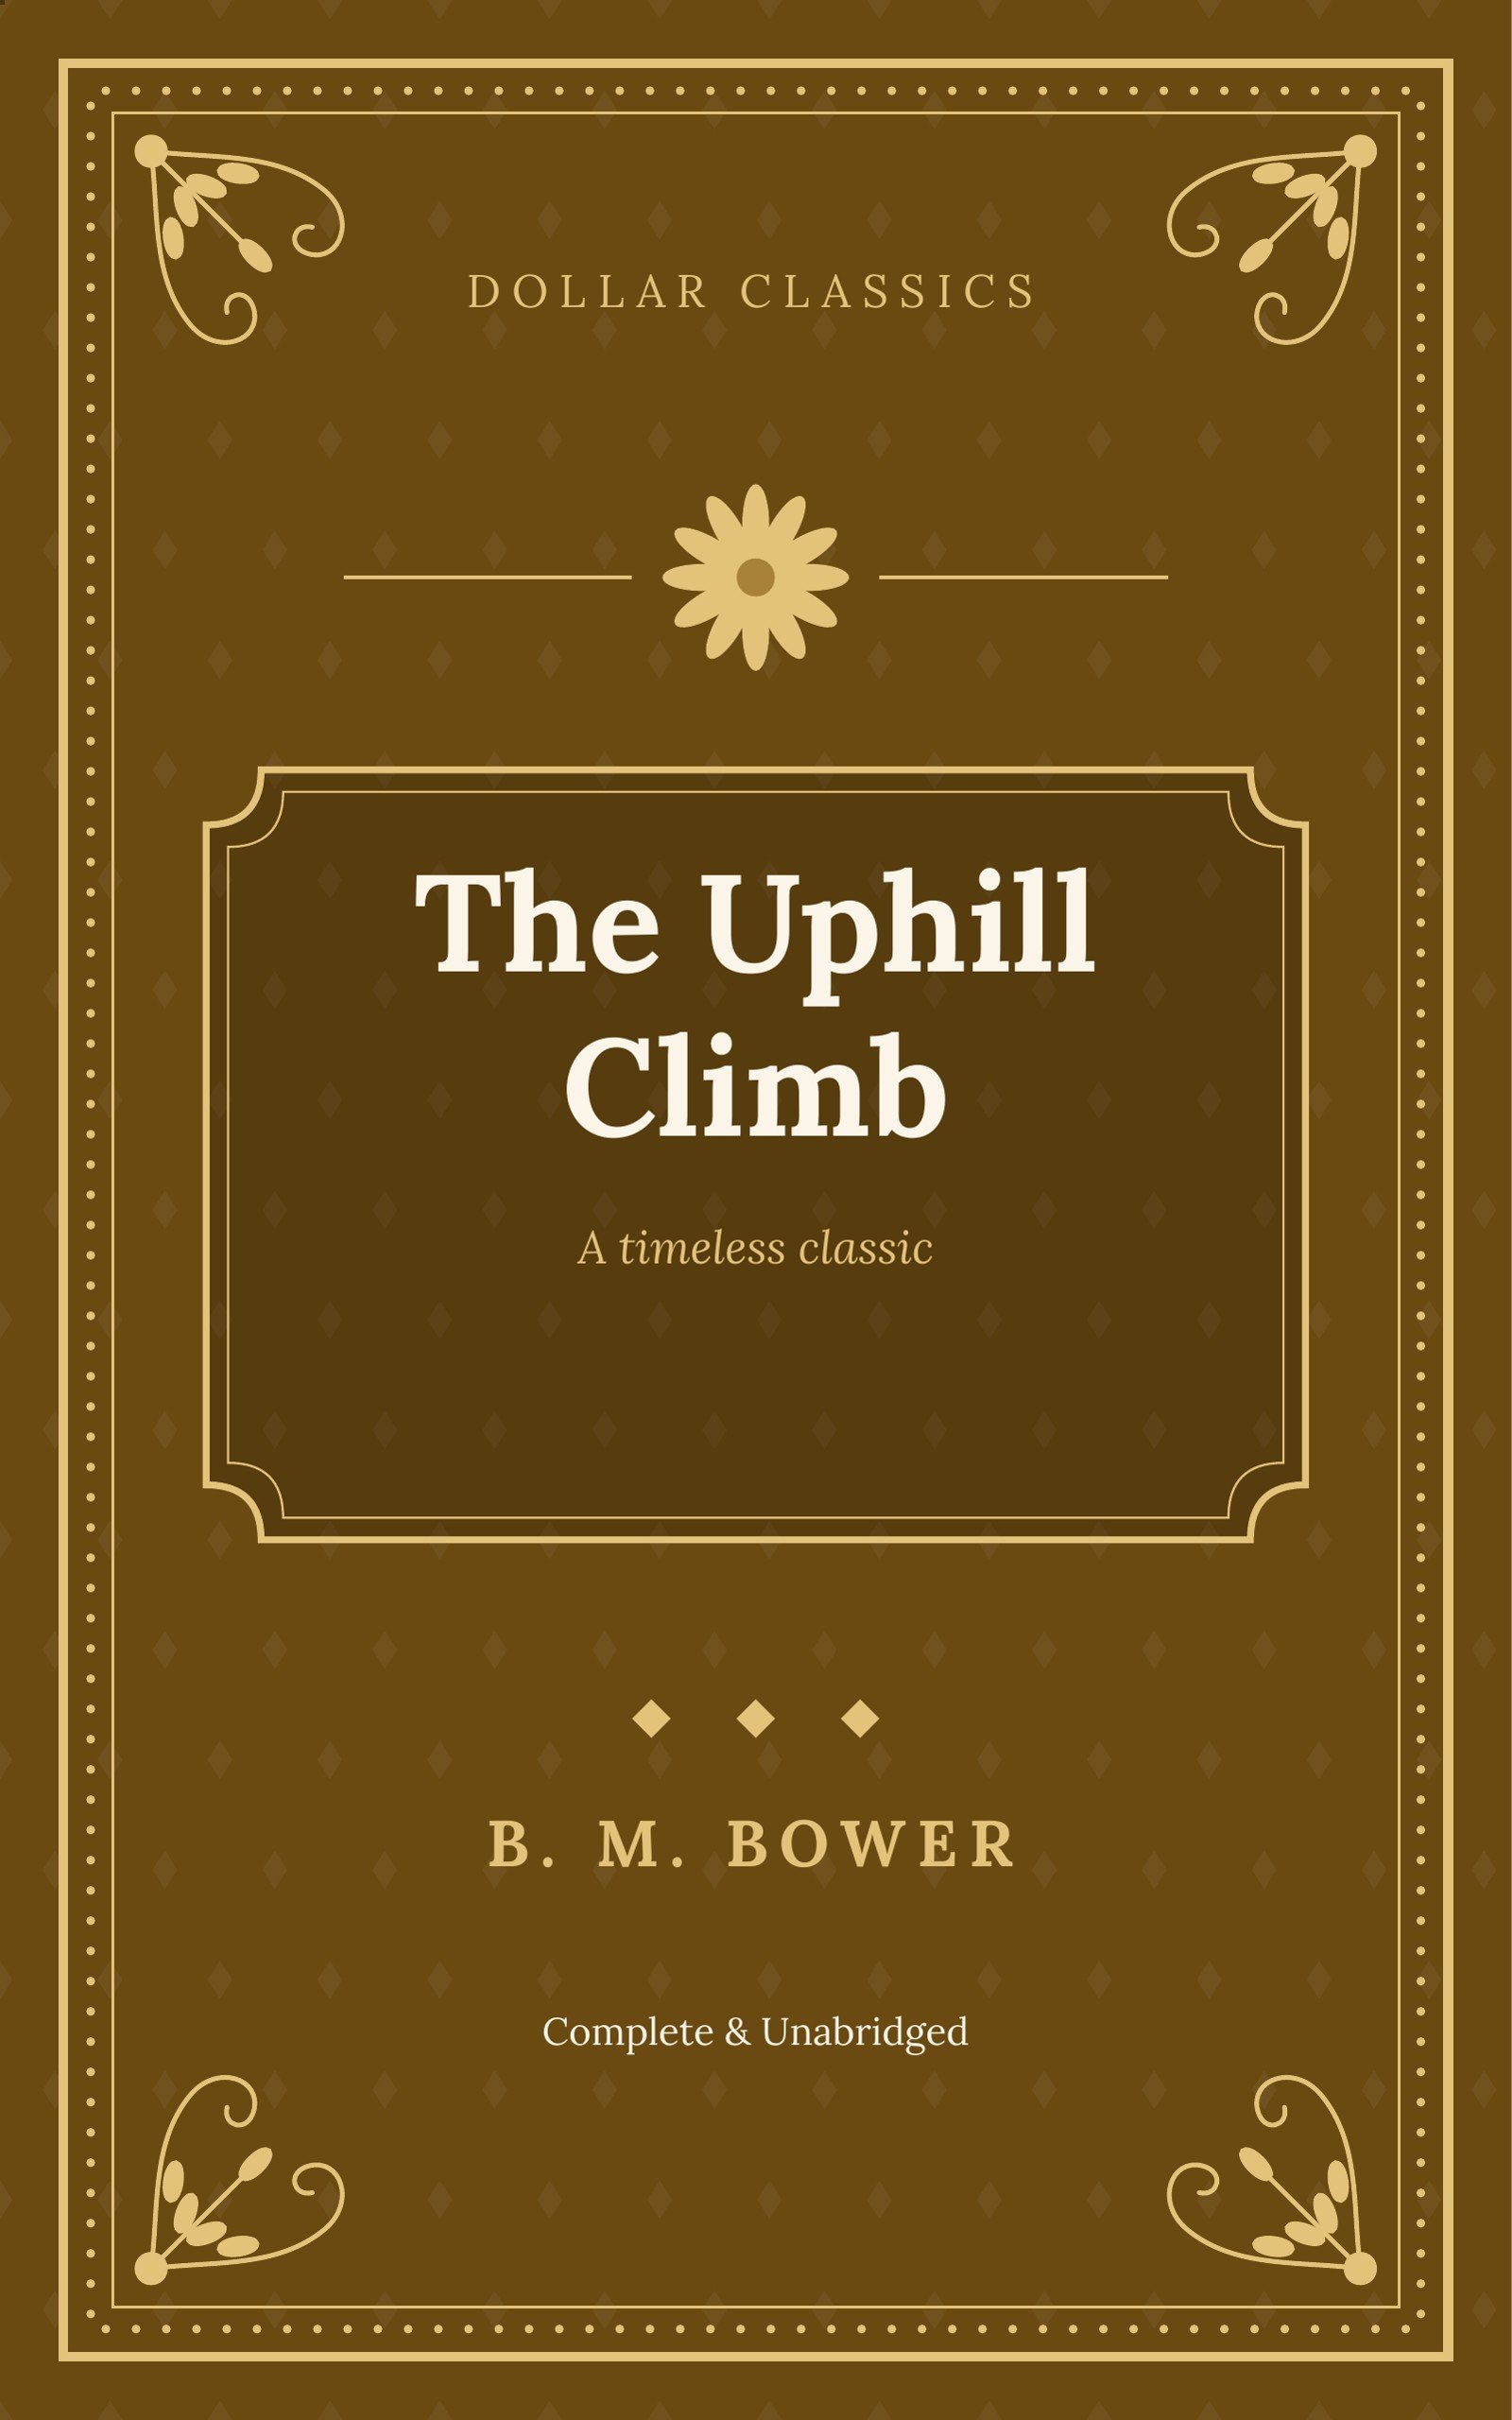 DOLLAR CLASSICS
The Uphill
Climb
A timeless classic
B. M. BOWER
Complete & Unabridged